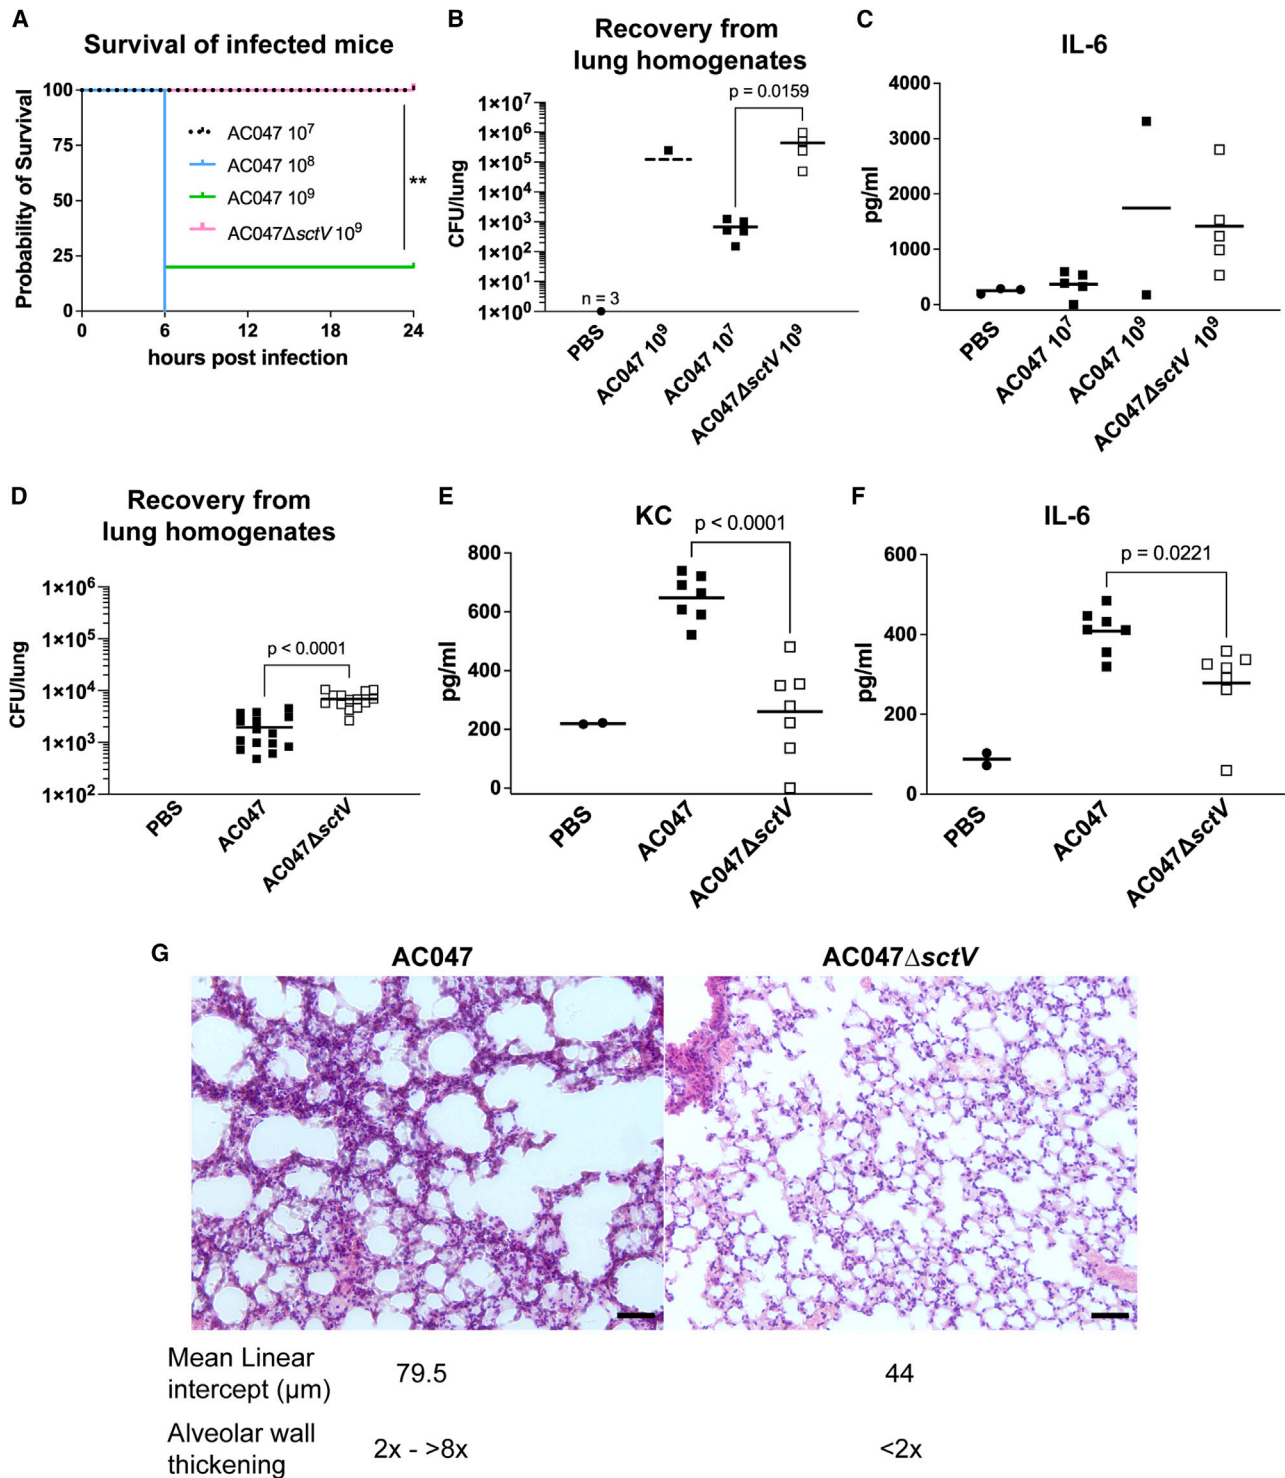 A
Survival of infected mice
Probability of Survival
100
75
50
25
0
0 6 12 18 24
hours post infection
AC047 10⁷
AC047 10⁸
AC047 10⁹
AC047ΔsctV 10⁹
**
B
Recovery from
lung homogenates
p = 0.0159
CFU/lung
1×10⁷
1×10⁶
1×10⁵
1×10⁴
1×10³
1×10²
1×10¹
1×10⁰
n = 3
PBS
AC047 10⁹
AC047 10⁷
AC047ΔsctV 10⁹
C
IL-6
pg/ml
4000
3000
2000
1000
0
PBS
AC047 10⁷
AC047 10⁹
AC047ΔsctV 10⁹
D
Recovery from
lung homogenates
CFU/lung
1×10⁶
1×10⁵
1×10⁴
1×10³
1×10²
p < 0.0001
PBS
AC047
AC047ΔsctV
E
KC
p < 0.0001
pg/ml
800
600
400
200
0
PBS
AC047
AC047ΔsctV
F
IL-6
p = 0.0221
pg/ml
600
400
200
0
PBS
AC047
AC047ΔsctV
G
AC047
AC047ΔsctV
Mean Linear
intercept (µm)
79.5
44
Alveolar wall
thickening
2x - >8x
<2x